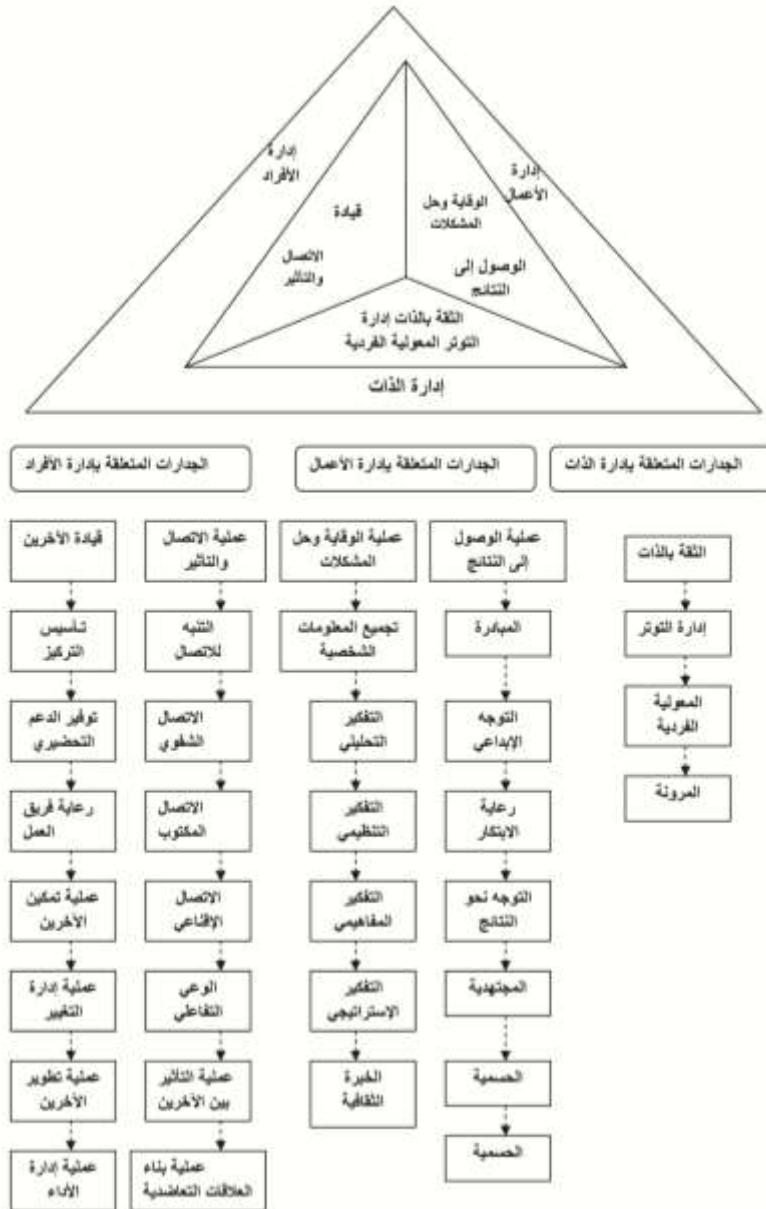 إدارة
الأفراد
إدارة
الأعمال
قيادة
الوقاية وحل
المشكلات
الاتصال
والتأثير
الوصول إلى
النتائج
الثقة بالذات إدارة
التوتر المعولية الفردية
إدارة الذات
الجدارات المتعلقة بإدارة الذات
الجدارات المتعلقة بإدارة الأعمال
الجدارات المتعلقة بإدارة الأفراد
الثقة بالذات
إدارة التوتر
المعولية
الفردية
المرونة
عملية الوصول
إلى النتائج
المبادرة
التوجه
الإبداعي
رعاية
الابتكار
التوجه نحو
النتائج
المجتهدية
الحسمية
الحسمية
عملية الوقاية وحل
المشكلات
تجميع المعلومات
الشخصية
التفكير
التحليلي
التفكير
التنظيمي
التفكير
المفاهيمي
التفكير
الإستراتيجي
الخبرة
الثقافية
عملية الاتصال
والتأثير
التنبه
للاتصال
الاتصال
الشفوي
الاتصال
المكتوب
الاتصال
الإقناعي
الوعي
التفاعلي
عملية التأثير
بين الآخرين
عملية بناء
العلاقات التعاضدية
قيادة الآخرين
تأسيس
التركيز
توفير الدعم
التحضيري
رعاية فريق
العمل
عملية تمكين
الآخرين
عملية إدارة
التغيير
عملية تطوير
الآخرين
عملية إدارة
الأداء